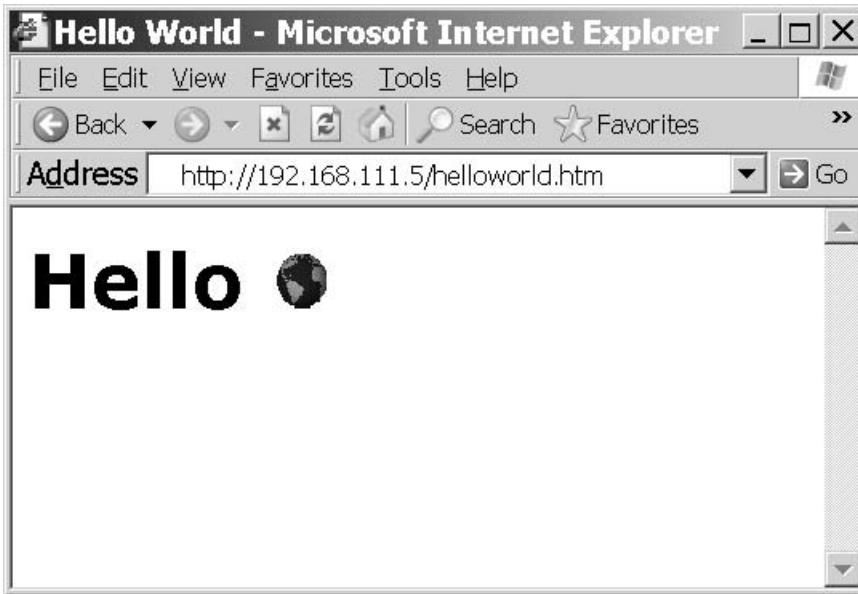 Hello World - Microsoft Internet Explorer
File Edit View Favorites Tools Help
Back Search Favorites »
Address http://192.168.111.5/helloworld.htm Go
Hello